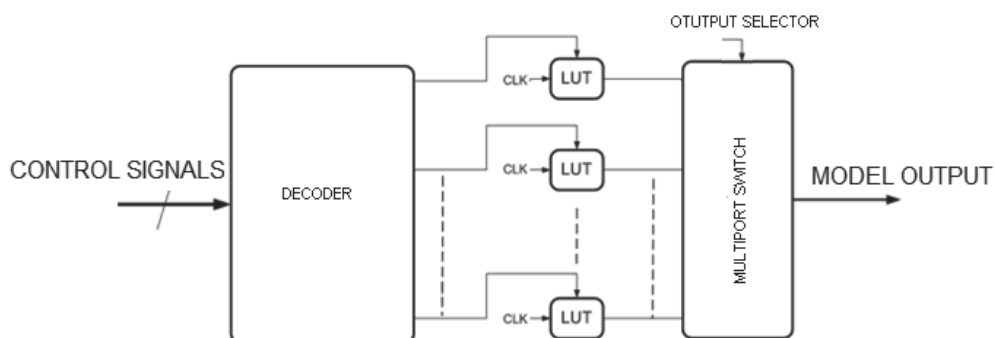 OTUTPUT SELECTOR
CLK
LUT
CONTROL SIGNALS
DECODER
CLK
LUT
MULTIPORT SWITCH
MODEL OUTPUT
CLK
LUT